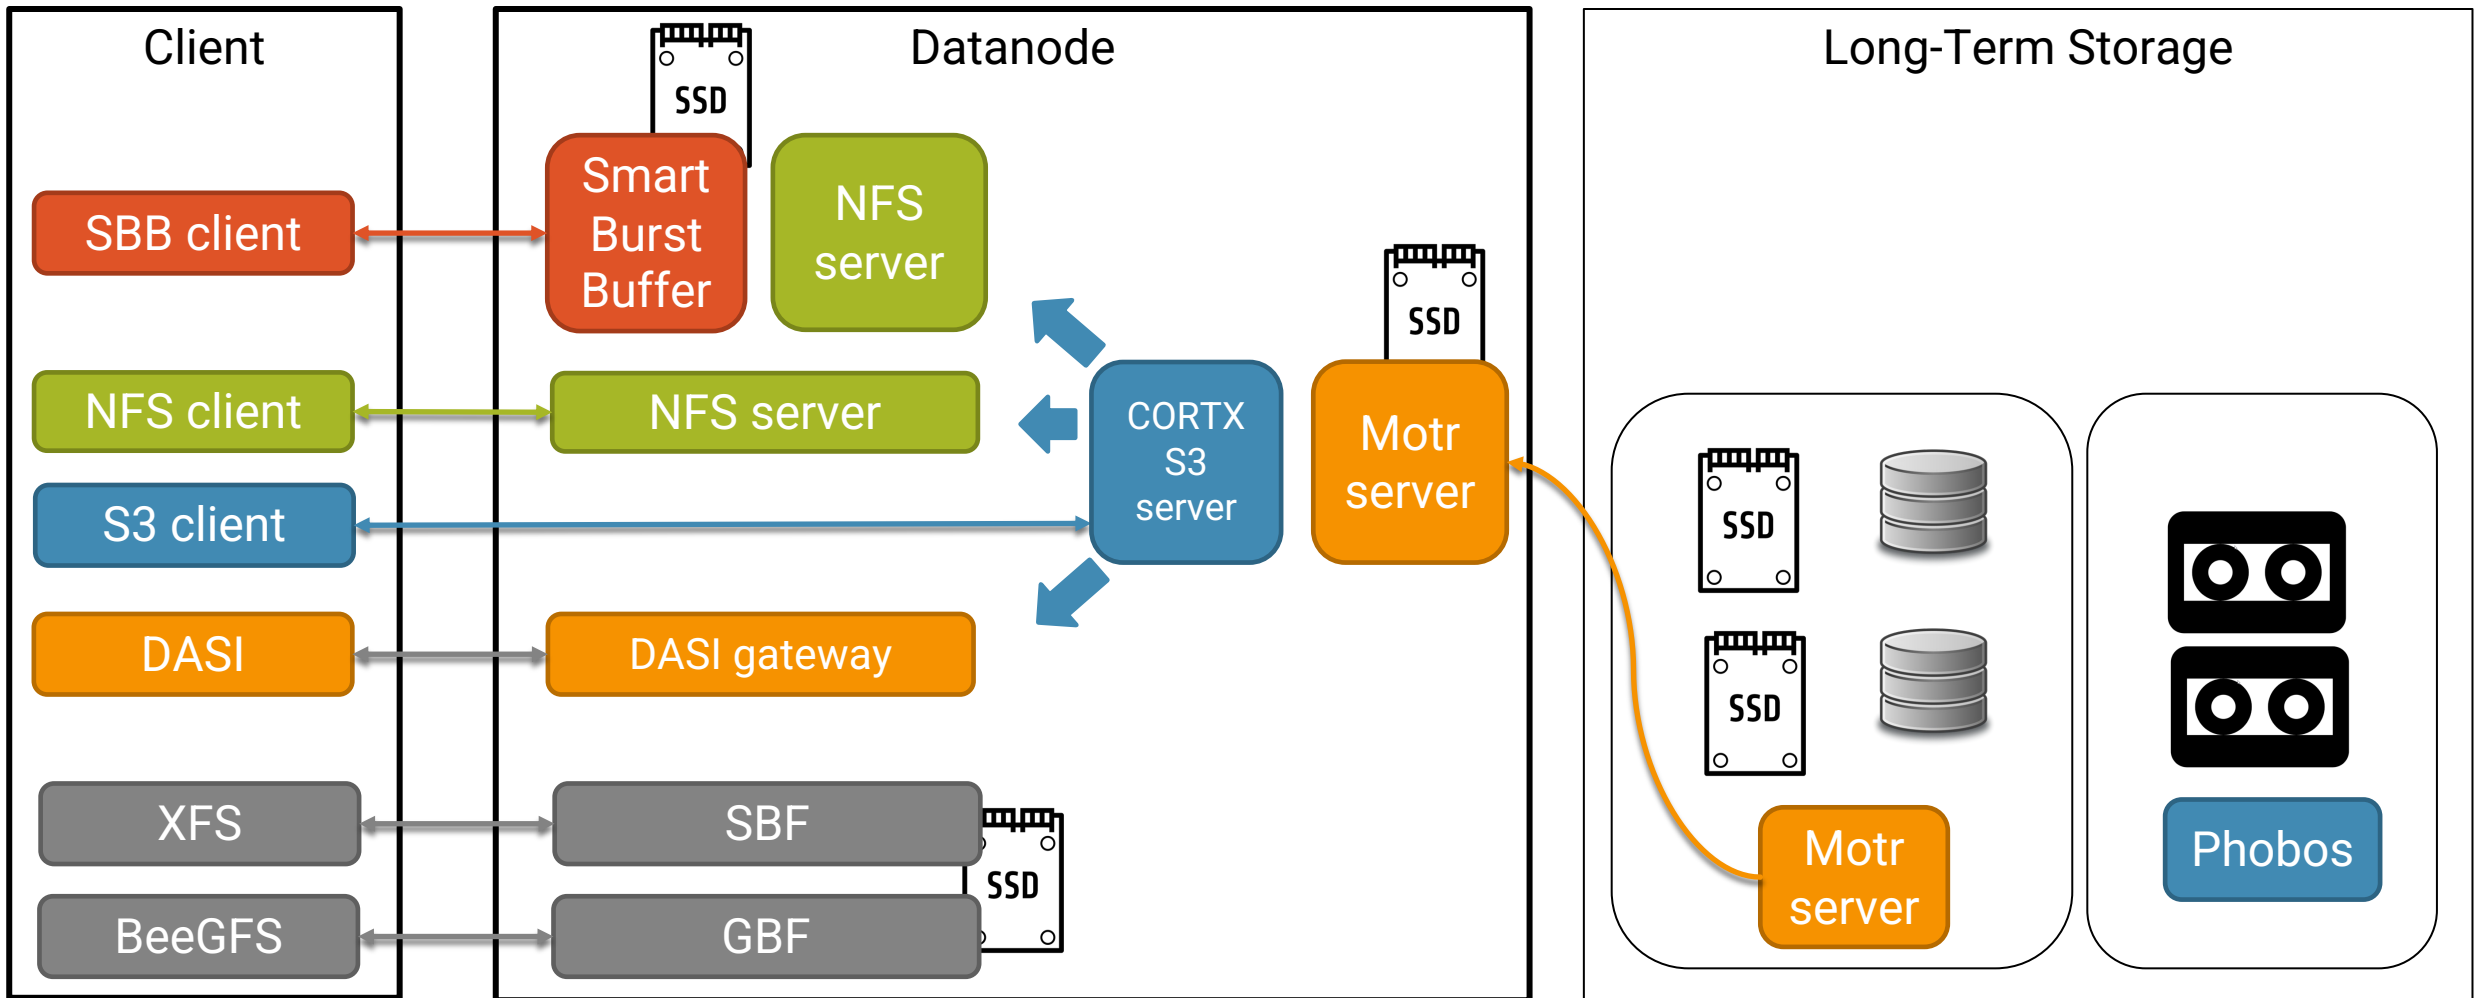 Client
SBB client
NFS client
S3 client
DASI
XFS
BeeGFS
Datanode
SSD
Smart
Burst
Buffer
NFS
server
NFS server
DASI gateway
SBF
GBF
SSD
CORTX
S3
server
SSD
Motr
server
Long-Term Storage
SSD
SSD
Motr
server
Phobos